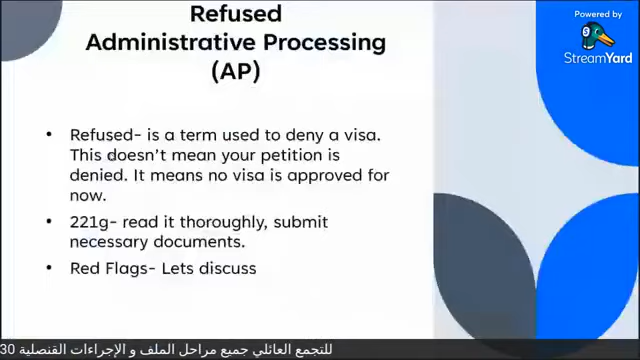 Refused
Administrative Processing
(AP)
Powered by
StreamYard
• Refused- is a term used to deny a visa.
This doesn't mean your petition is
denied. It means no visa is approved for
now.
• 221g- read it thoroughly, submit
necessary documents.
• Red Flags- Lets discuss
للتجمع العائلي جميع مراحل الملف و الإجراءات القنصلية 30